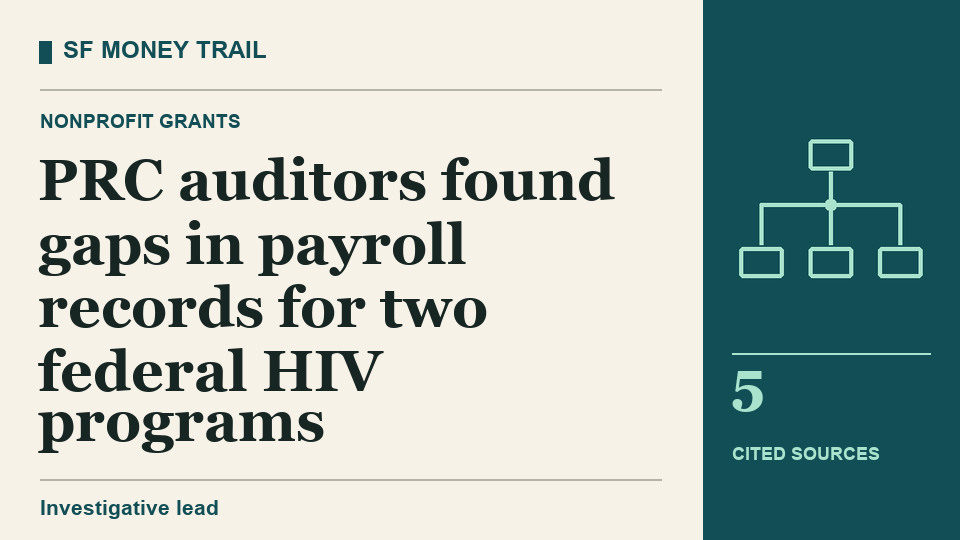 SF MONEY TRAIL
NONPROFIT GRANTS
PRC auditors found
gaps in payroll
records for two
federal HIV
programs
Investigative lead
5
CITED SOURCES